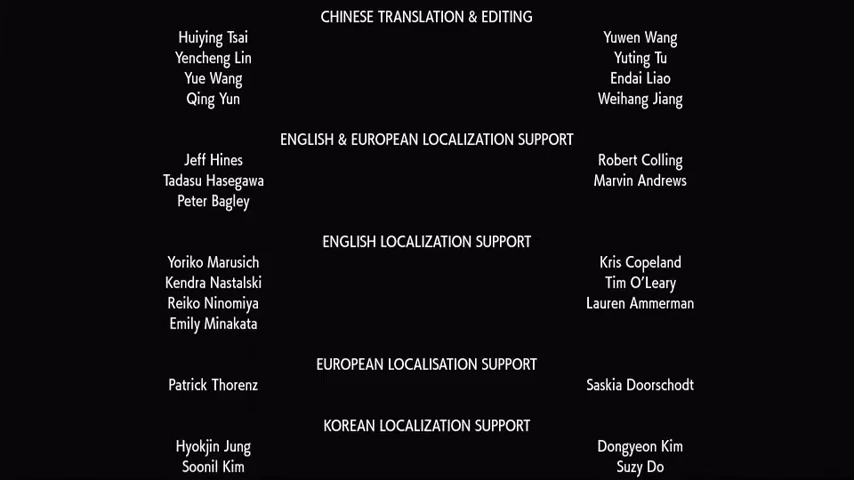 CHINESE TRANSLATION & EDITING
Huiying Tsai Yuwen Wang
Yencheng Lin Yuting Tu
Yue Wang Endai Liao
Qing Yun Weihang Jiang
ENGLISH & EUROPEAN LOCALIZATION SUPPORT
Jeff Hines Robert Colling
Tadasu Hasegawa Marvin Andrews
Peter Bagley
ENGLISH LOCALIZATION SUPPORT
Yoriko Marusich Kris Copeland
Kendra Nastalski Tim O'Leary
Reiko Ninomiya Lauren Ammerman
Emily Minakata
EUROPEAN LOCALISATION SUPPORT
Patrick Thorenz Saskia Doorschodt
KOREAN LOCALIZATION SUPPORT
Hyokjin Jung Dongyeon Kim
Soonil Kim Suzy Do